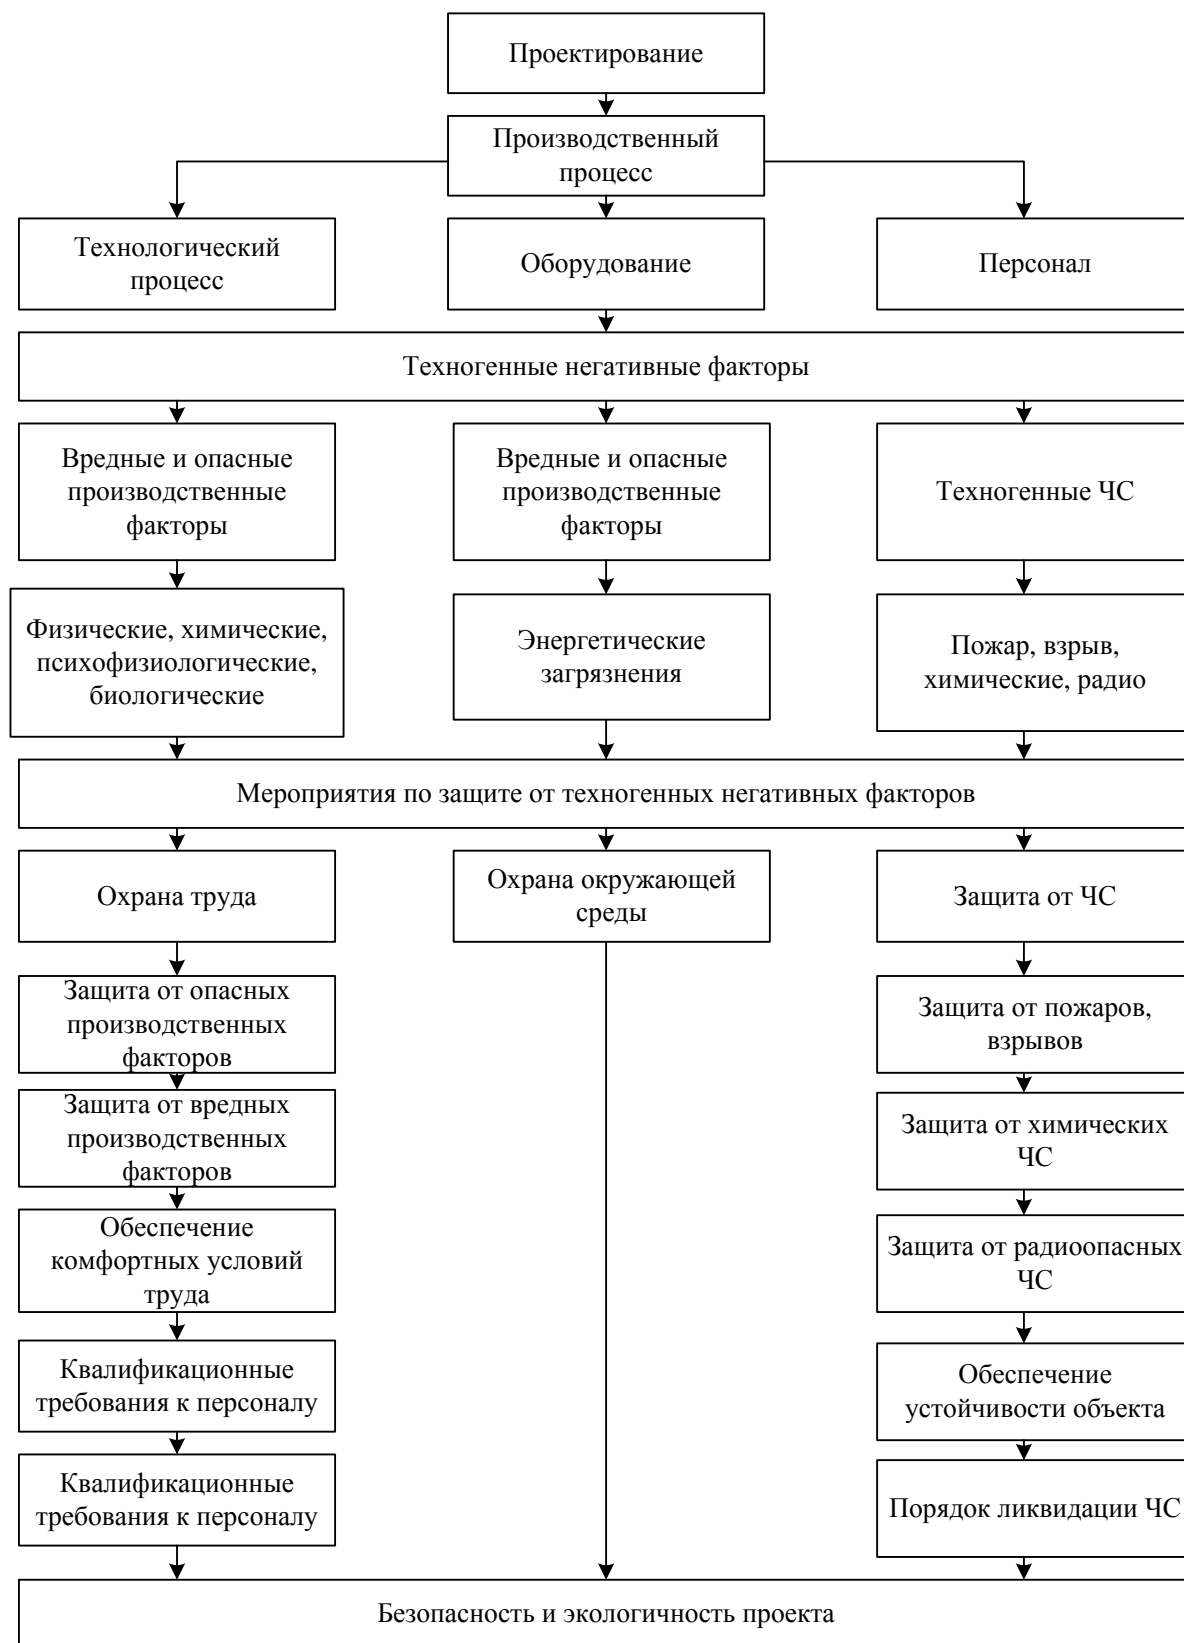 Проектирование
Производственный
процесс
Технологический
процесс
Оборудование
Персонал
Техногенные негативные факторы
Вредные и опасные
производственные
факторы
Вредные и опасные
производственные
факторы
Техногенные ЧС
Физические, химические,
психофизиологические,
биологические
Энергетические
загрязнения
Пожар, взрыв,
химические, радио
Мероприятия по защите от техногенных негативных факторов
Охрана труда
Охрана окружающей
среды
Защита от ЧС
Защита от опасных
производственных
факторов
Защита от пожаров,
взрывов
Защита от вредных
производственных
факторов
Защита от химических
ЧС
Обеспечение
комфортных условий
труда
Защита от радиоопасных
ЧС
Квалификационные
требования к персоналу
Обеспечение
устойчивости объекта
Квалификационные
требования к персоналу
Порядок ликвидации ЧС
Безопасность и экологичность проекта